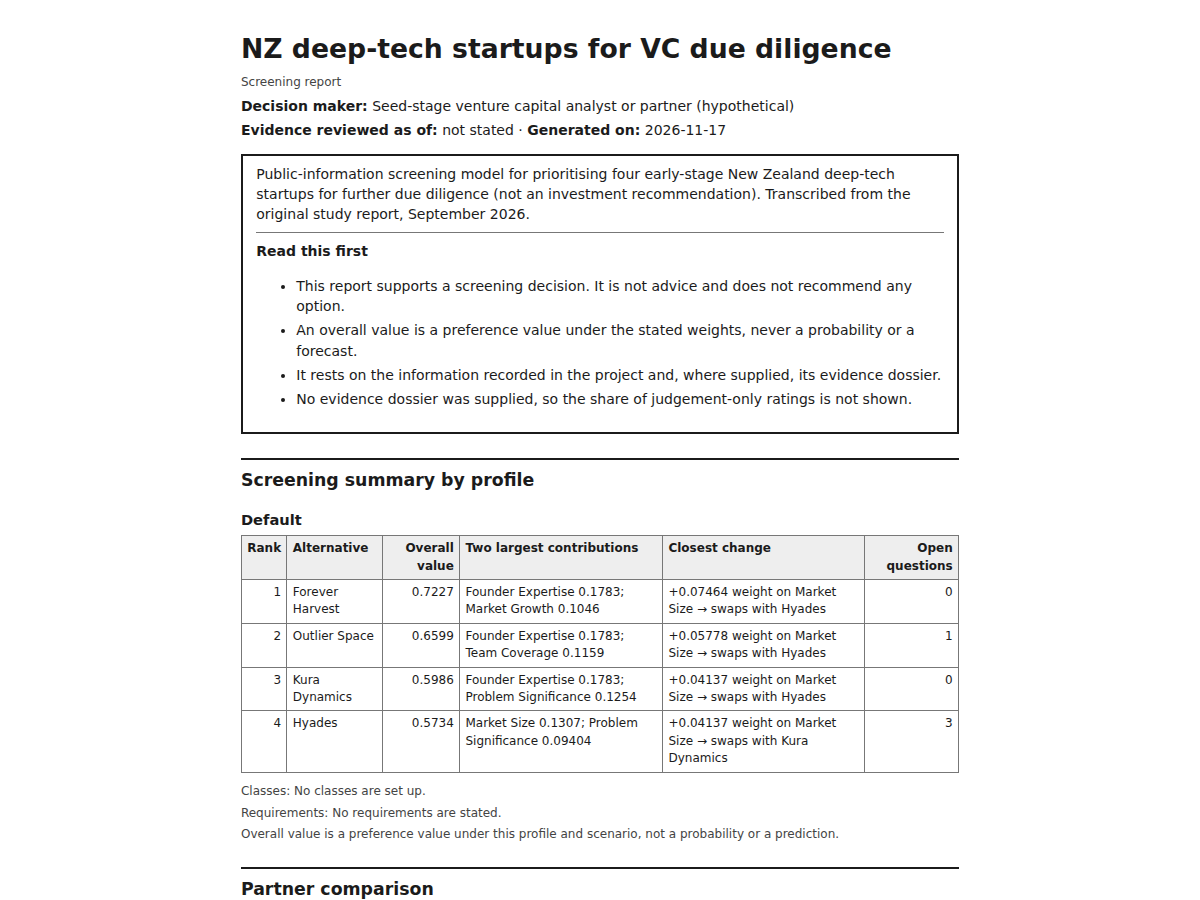 NZ deep-tech startups for VC due diligence
Screening report
Decision maker: Seed-stage venture capital analyst or partner (hypothetical)
Evidence reviewed as of: not stated · Generated on: 2026-11-17
Public-information screening model for prioritising four early-stage New Zealand deep-tech
startups for further due diligence (not an investment recommendation). Transcribed from the
original study report, September 2026.
Read this first
• This report supports a screening decision. It is not advice and does not recommend any
option.
• An overall value is a preference value under the stated weights, never a probability or a
forecast.
• It rests on the information recorded in the project and, where supplied, its evidence dossier.
• No evidence dossier was supplied, so the share of judgement-only ratings is not shown.
Screening summary by profile
Default
Rank Alternative Overall value Two largest contributions Closest change Open questions
1 Forever Harvest 0.7227 Founder Expertise 0.1783; Market Growth 0.1046 +0.07464 weight on Market Size → swaps with Hyades 0
2 Outlier Space 0.6599 Founder Expertise 0.1783; Team Coverage 0.1159 +0.05778 weight on Market Size → swaps with Hyades 1
3 Kura Dynamics 0.5986 Founder Expertise 0.1783; Problem Significance 0.1254 +0.04137 weight on Market Size → swaps with Hyades 0
4 Hyades 0.5734 Market Size 0.1307; Problem Significance 0.09404 +0.04137 weight on Market Size → swaps with Kura Dynamics 3
Classes: No classes are set up.
Requirements: No requirements are stated.
Overall value is a preference value under this profile and scenario, not a probability or a prediction.
Partner comparison